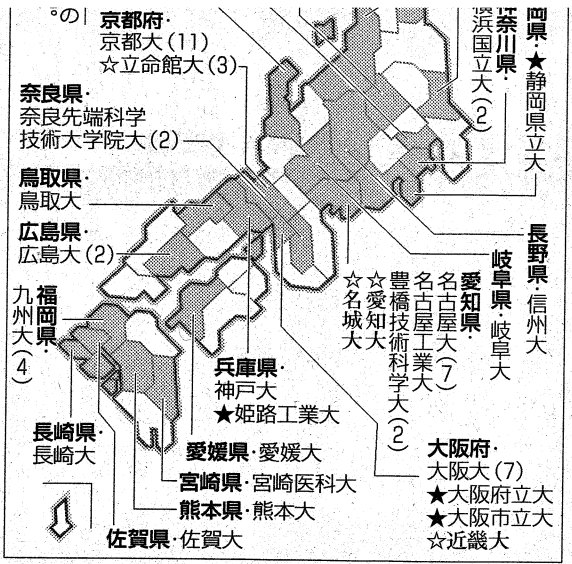 の
。
京都府・
京都大(11)
☆立命館大(3)
奈良県・
奈良先端科学
技術大学院大(2)
鳥取県・
鳥取大
広島県・
広島大(2)
福岡県・
九州大(4)
長崎県・
長崎大
佐賀県・佐賀大
熊本県・熊本大
宮崎県・宮崎医科大
愛媛県・愛媛大
兵庫県・
神戸大
★姫路工業大
大阪府・
大阪大(7)
★大阪府立大
★大阪市立大
☆近畿大
愛知県・
名古屋大(7)
名古屋工業大
豊橋技術科学大(2)
☆愛知大
☆名城大
岐阜県・岐阜大
長野県・信州大
岡県・★静岡県立大
奈川県・
横浜国立大(2)